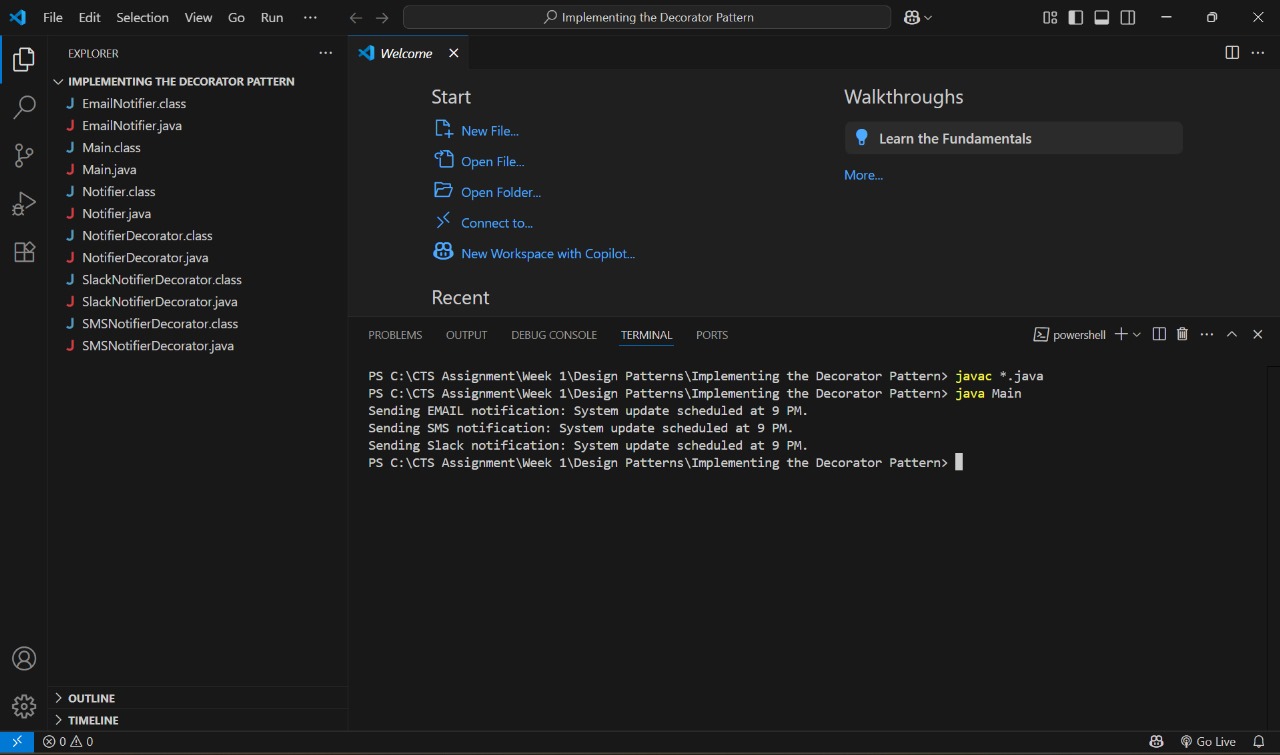 File Edit Selection View Go Run ···
Implementing the Decorator Pattern
EXPLORER
IMPLEMENTING THE DECORATOR PATTERN
J EmailNotifier.class
J EmailNotifier.java
J Main.class
J Main.java
J Notifier.class
J Notifier.java
J NotifierDecorator.class
J NotifierDecorator.java
J SlackNotifierDecorator.class
J SlackNotifierDecorator.java
J SMSNotifierDecorator.class
J SMSNotifierDecorator.java
OUTLINE
TIMELINE
Welcome
Start
New File...
Open File...
Open Folder...
Connect to...
New Workspace with Copilot...
Recent
Walkthroughs
Learn the Fundamentals
More...
PROBLEMS OUTPUT DEBUG CONSOLE TERMINAL PORTS
powershell
PS C:\CTS Assignment\Week 1\Design Patterns\Implementing the Decorator Pattern> javac *.java
PS C:\CTS Assignment\Week 1\Design Patterns\Implementing the Decorator Pattern> java Main
Sending EMAIL notification: System update scheduled at 9 PM.
Sending SMS notification: System update scheduled at 9 PM.
Sending Slack notification: System update scheduled at 9 PM.
PS C:\CTS Assignment\Week 1\Design Patterns\Implementing the Decorator Pattern>
0 0
Go Live